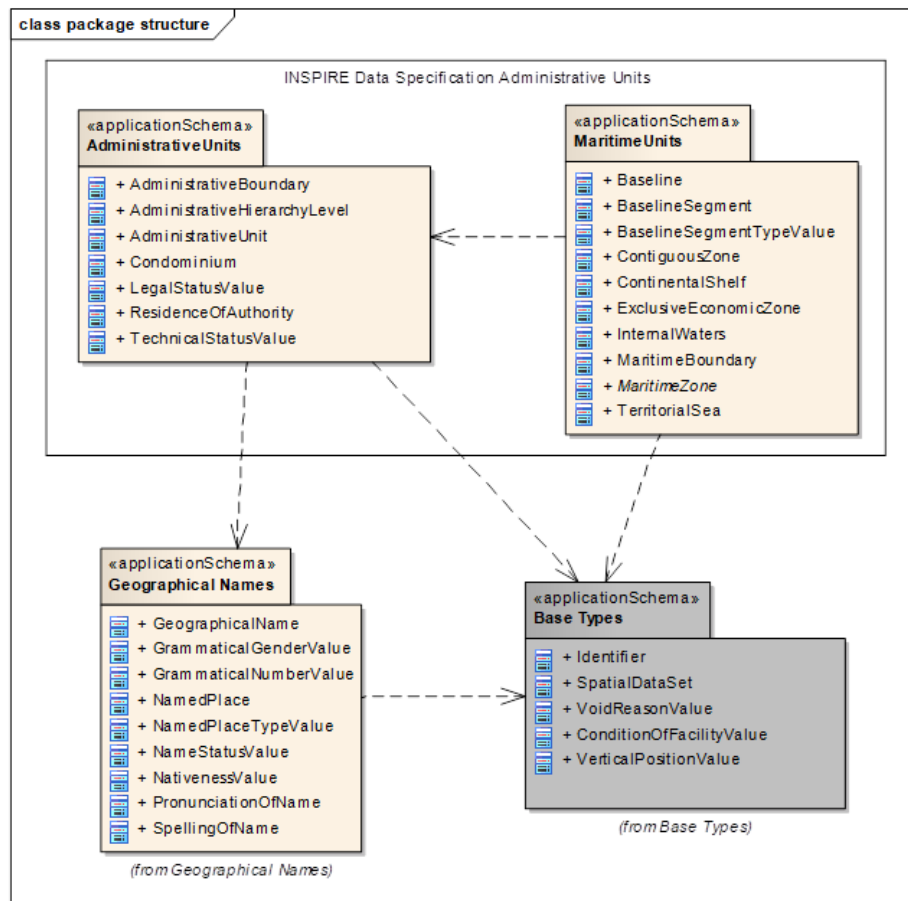 class package structure
INSPIRE Data Specification Administrative Units
«applicationSchema»
AdministrativeUnits
+ AdministrativeBoundary
+ AdministrativeHierarchyLevel
+ AdministrativeUnit
+ Condominium
+ LegalStatusValue
+ ResidenceOfAuthority
+ TechnicalStatusValue
«applicationSchema»
MaritimeUnits
+ Baseline
+ BaselineSegment
+ BaselineSegmentTypeValue
+ ContiguousZone
+ ContinentalShelf
+ ExclusiveEconomicZone
+ InternalWaters
+ MaritimeBoundary
+ MaritimeZone
+ TerritorialSea
«applicationSchema»
Geographical Names
+ GeographicalName
+ GrammaticalGenderValue
+ GrammaticalNumberValue
+ NamedPlace
+ NamedPlaceTypeValue
+ NameStatusValue
+ NativenessValue
+ PronunciationOfName
+ SpellingOfName
(from Geographical Names)
«applicationSchema»
Base Types
+ Identifier
+ SpatialDataSet
+ VoidReasonValue
+ ConditionOfFacilityValue
+ VerticalPositionValue
(from Base Types)